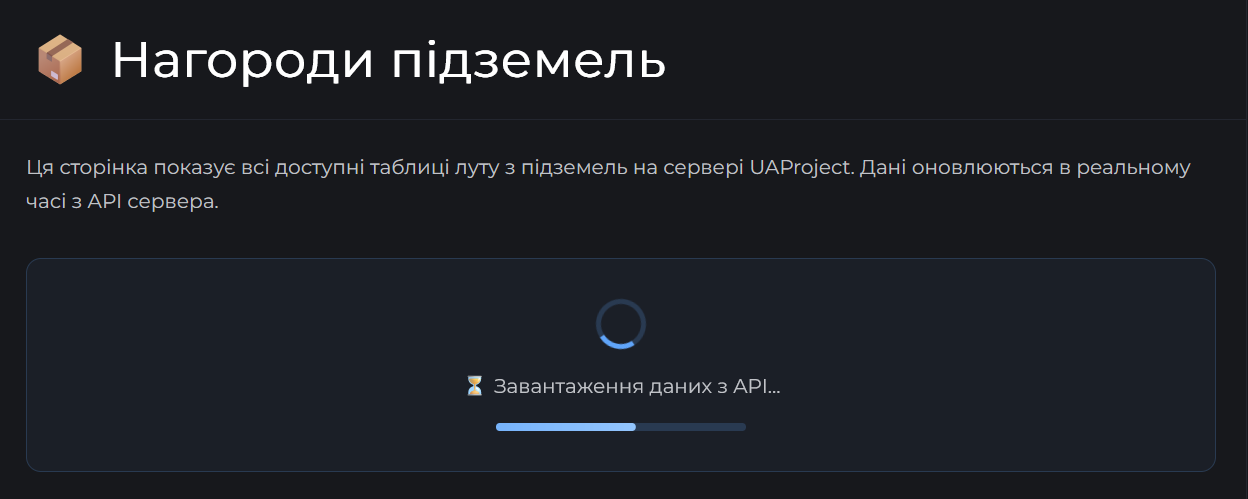 Нагороди підземель
Ця сторінка показує всі доступні таблиці луту з підземель на сервері UAProject. Дані оновлюються в реальному
часі з API сервера.
⏳ Завантаження даних з API...